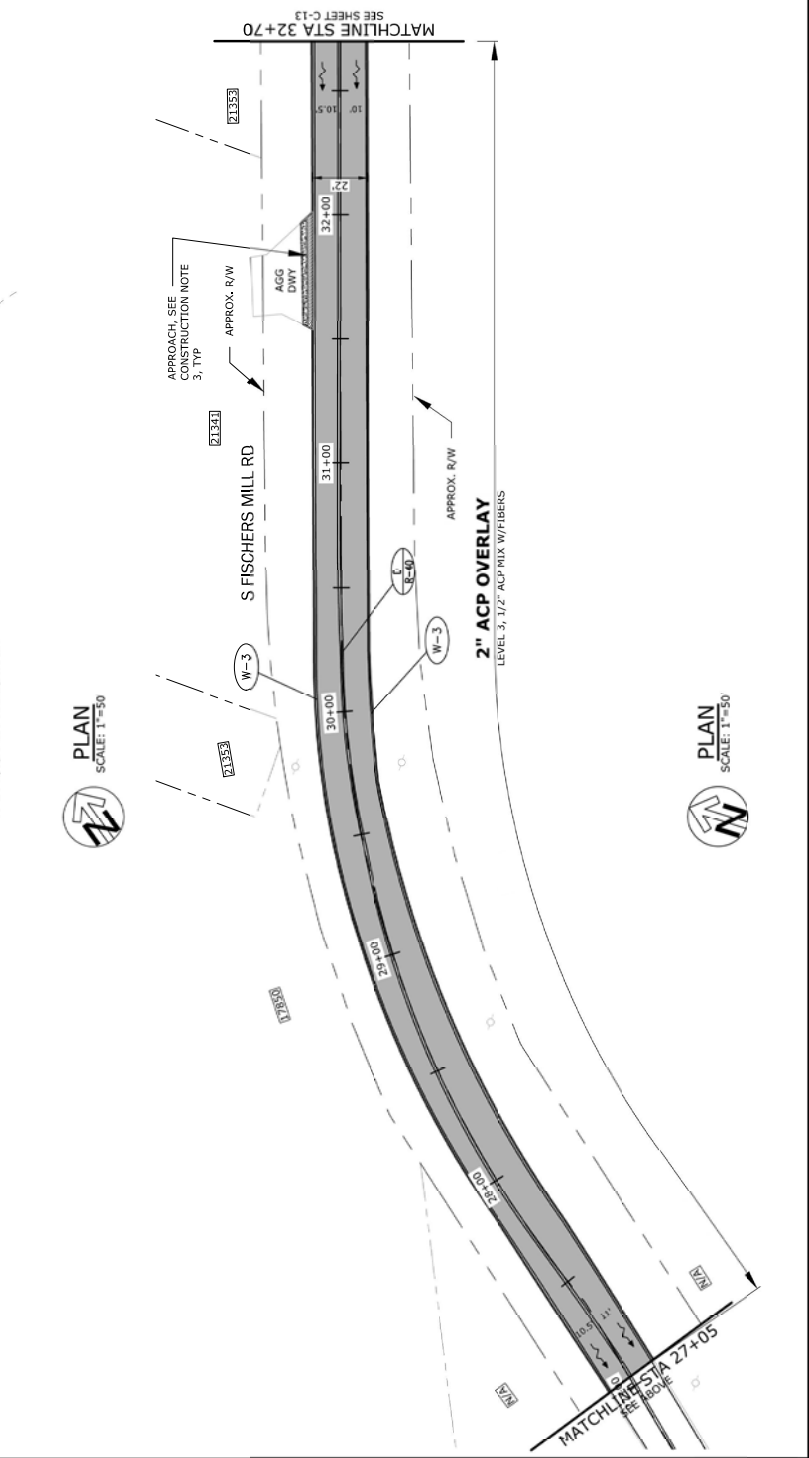 MATCHLINE STA 32+70
SEE SHEET C-13
21353
10.5'
10'
22'
32+00
AGG
DWY
APPROACH, SEE
CONSTRUCTION NOTE
3, TYP
APPROX. R/W
21341
31+00
S FISCHERS MILL RD
APPROX. R/W
2" ACP OVERLAY
LEVEL 3, 1/2" ACP MIX W/FIBERS
D
W-3
W-3
30+00
PLAN
SCALE: 1"=50'
N
PLAN
SCALE: 1"=50'
N
21353
29+00
17850
28+00
N/A
10.5'
11'
MATCHLINE STA 27+05
SEE ABOVE
N/A